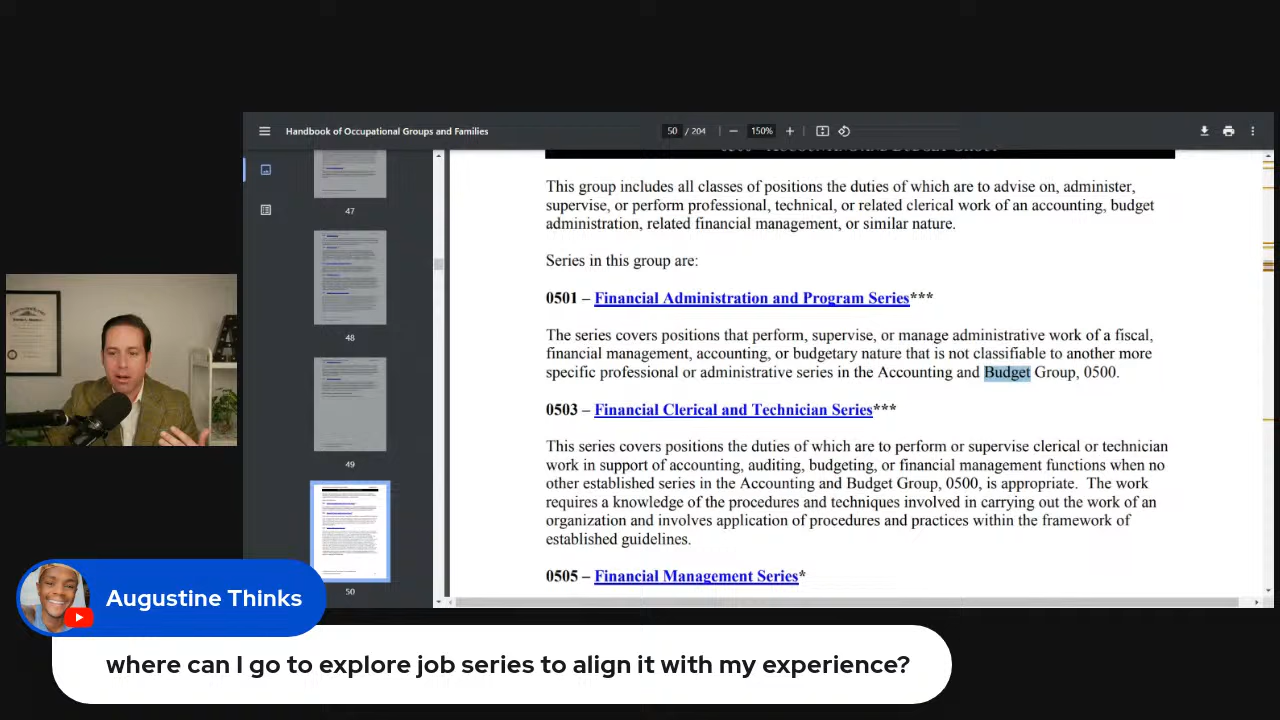 Handbook of Occupational Groups and Families
50 / 204
150%
47
48
49
50
This group includes all classes of positions the duties of which are to advise on, administer,
supervise, or perform professional, technical, or related clerical work of an accounting, budget
administration, related financial management, or similar nature.
Series in this group are:
0501 – Financial Administration and Program Series***
The series covers positions that perform, supervise, or manage administrative work of a fiscal,
financial management, accounting, or budgetary nature that is not classifiable to another more
specific professional or administrative series in the Accounting and Budget Group, 0500.
0503 – Financial Clerical and Technician Series***
This series covers positions the duties of which are to perform or supervise clerical or technician
work in support of accounting, auditing, budgeting, or financial management functions when no
other established series in the Accounting and Budget Group, 0500, is appropriate. The work
requires a knowledge of the procedures and techniques involved in carrying out the work of an
organization and involves application of procedures and practices within the framework of
established guidelines.
0505 – Financial Management Series*
Augustine Thinks
where can I go to explore job series to align it with my experience?